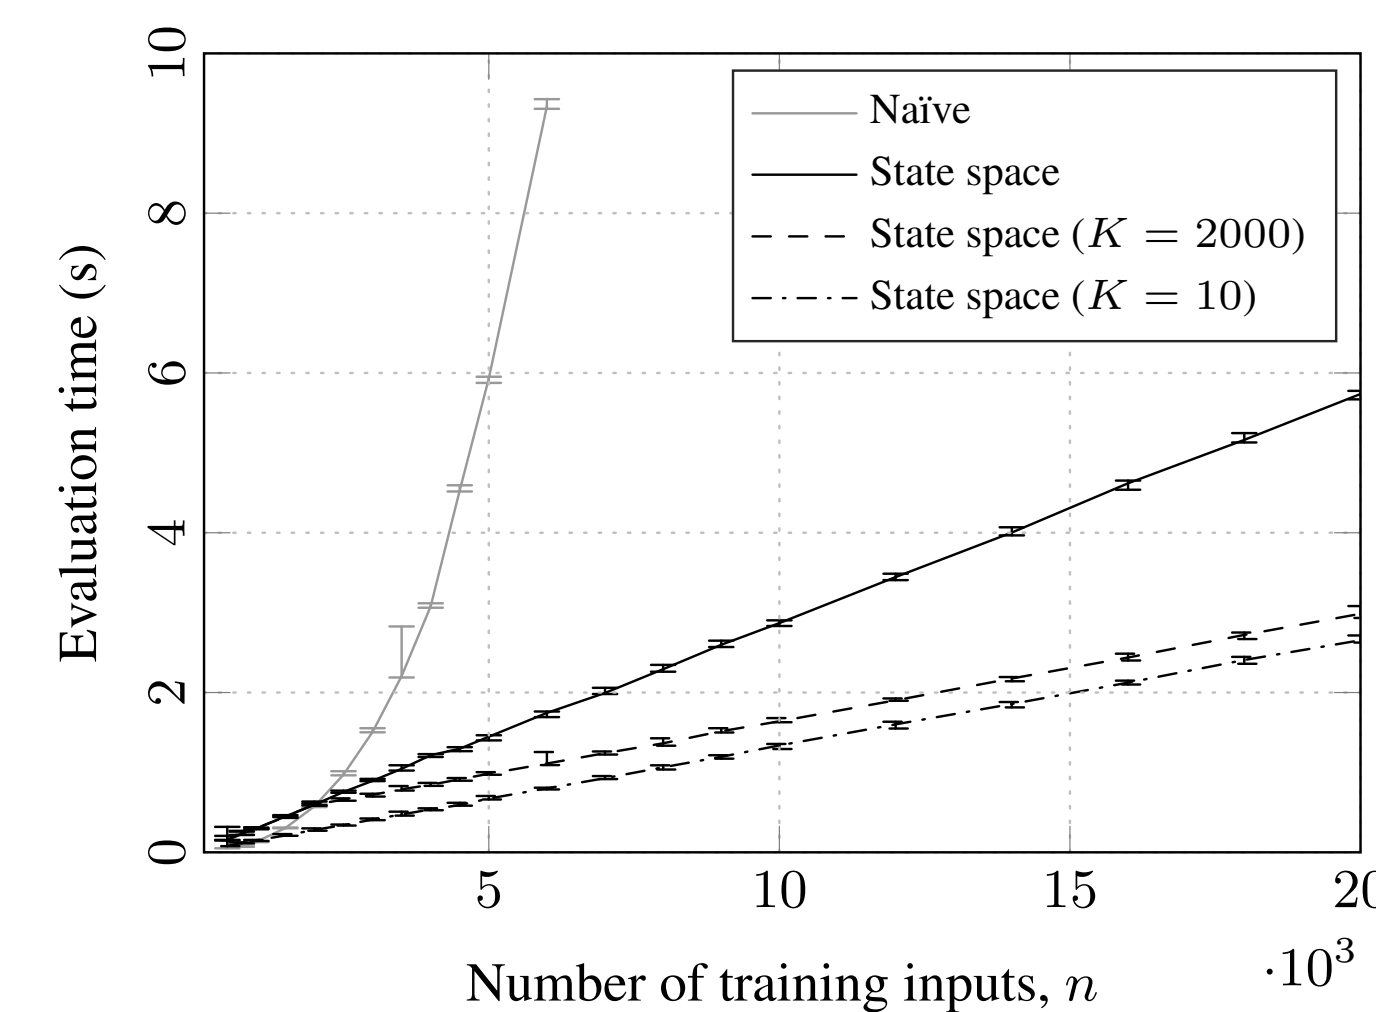 10
8
6
4
2
0
Evaluation time (s)
Naïve
State space
State space (K = 2000)
State space (K = 10)
5 10 15 20
·10³
Number of training inputs, n